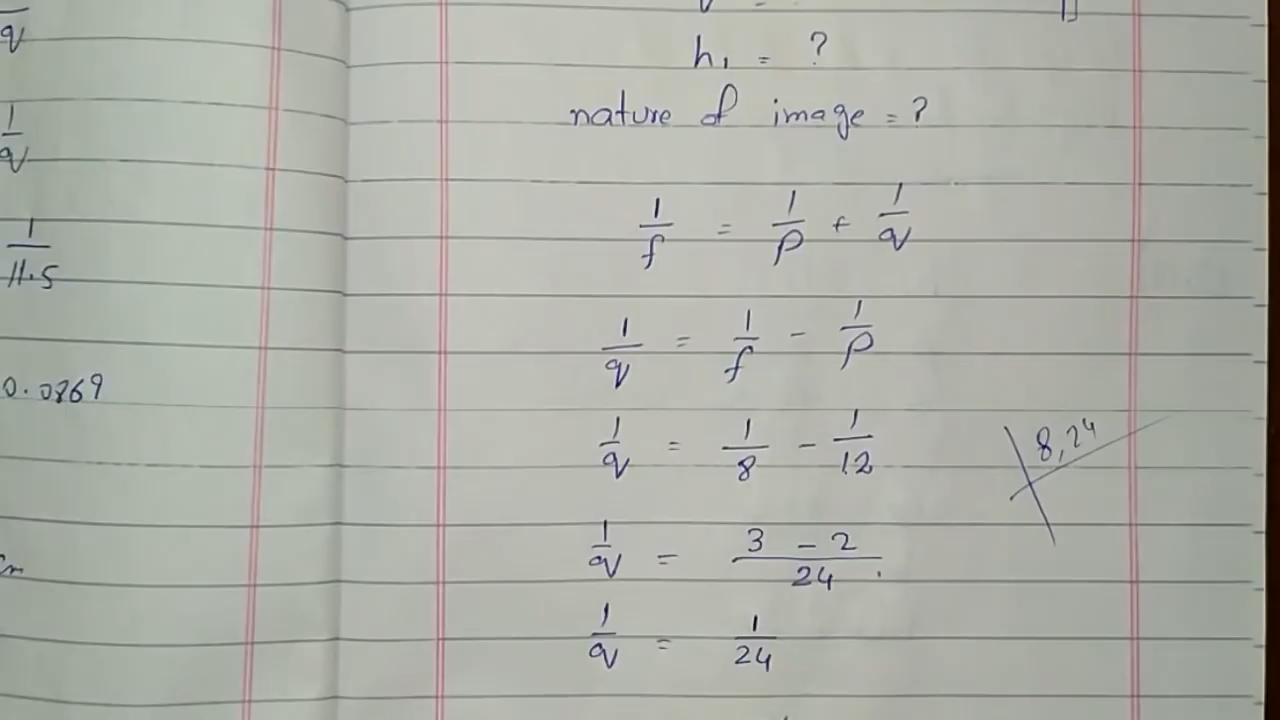 q
1/q
1/11.5
0.0869
cm
h₁ = ?
nature of image = ?
1/f = 1/p + 1/q
1/q = 1/f - 1/p
1/q = 1/8 - 1/12
8,24
1/q = 3 - 2/24
1/q = 1/24